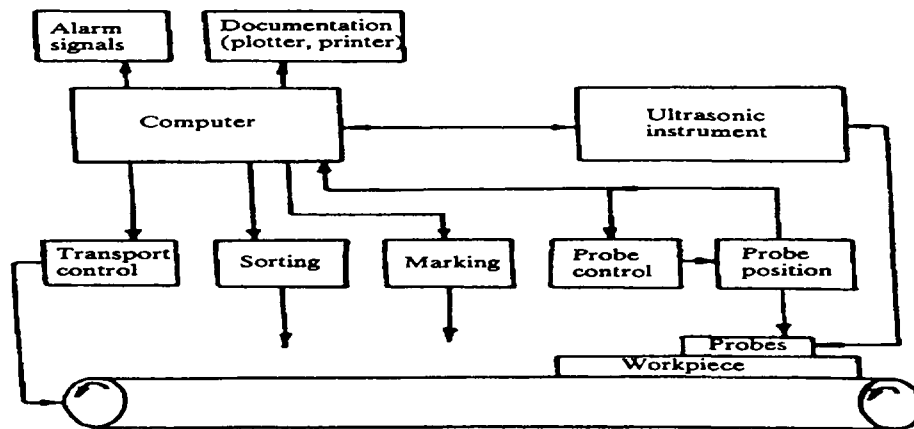 Alarm
signals
Documentation
(plotter, printer)
Computer
Ultrasonic
instrument
Transport
control
Sorting
Marking
Probe
control
Probe
position
Probes
Workpiece